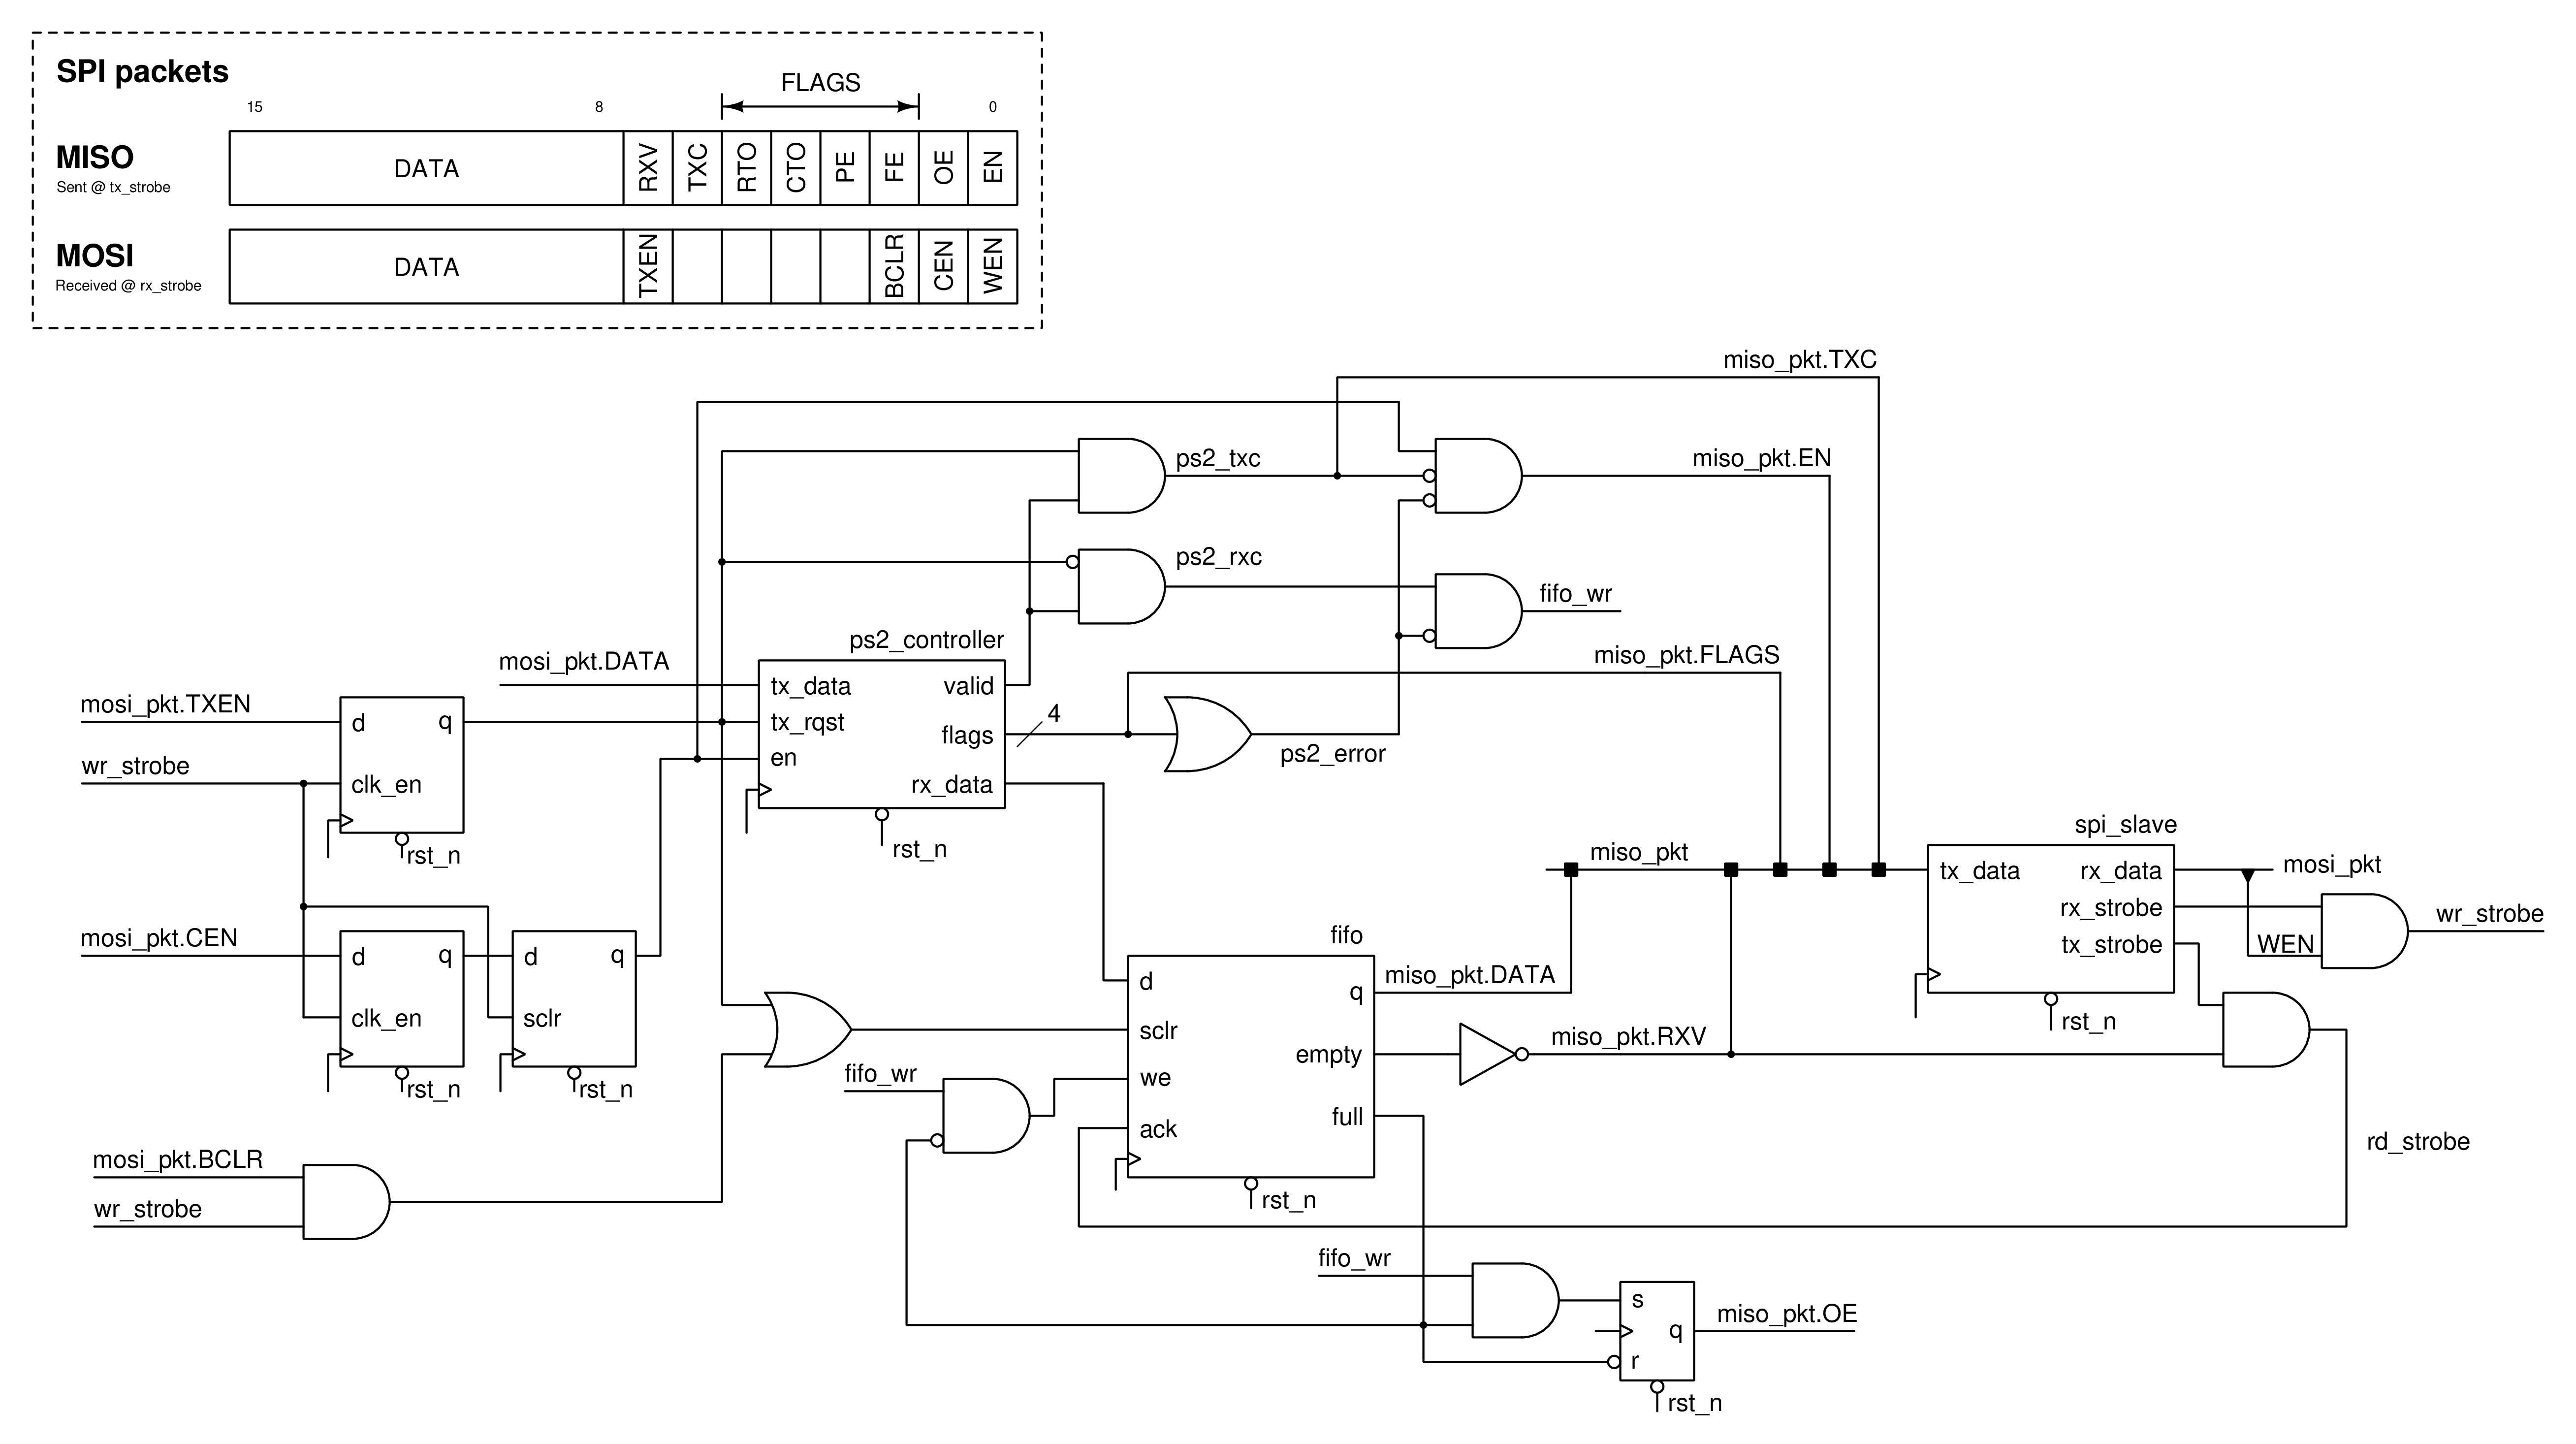 SPI packets
FLAGS
15 8 0
MISO
Sent @ tx_strobe
DATA RXV TXC RTO CTO PE FE OE EN
MOSI
Received @ rx_strobe
DATA TXEN BCLR CEN WEN
miso_pkt.TXC
ps2_txc
miso_pkt.EN
ps2_rxc
fifo_wr
ps2_controller
mosi_pkt.DATA
miso_pkt.FLAGS
tx_data valid
tx_rqst flags
4
en
rx_data
rst_n
ps2_error
mosi_pkt.TXEN
d q
wr_strobe
clk_en
rst_n
mosi_pkt.CEN
d q
clk_en
rst_n
d q
sclr
rst_n
miso_pkt
spi_slave
tx_data rx_data
rx_strobe
tx_strobe
rst_n
mosi_pkt
WEN
wr_strobe
fifo
d
q
sclr
empty
we
full
ack
rst_n
miso_pkt.DATA
miso_pkt.RXV
fifo_wr
rd_strobe
mosi_pkt.BCLR
wr_strobe
fifo_wr
s
q
r
rst_n
miso_pkt.OE